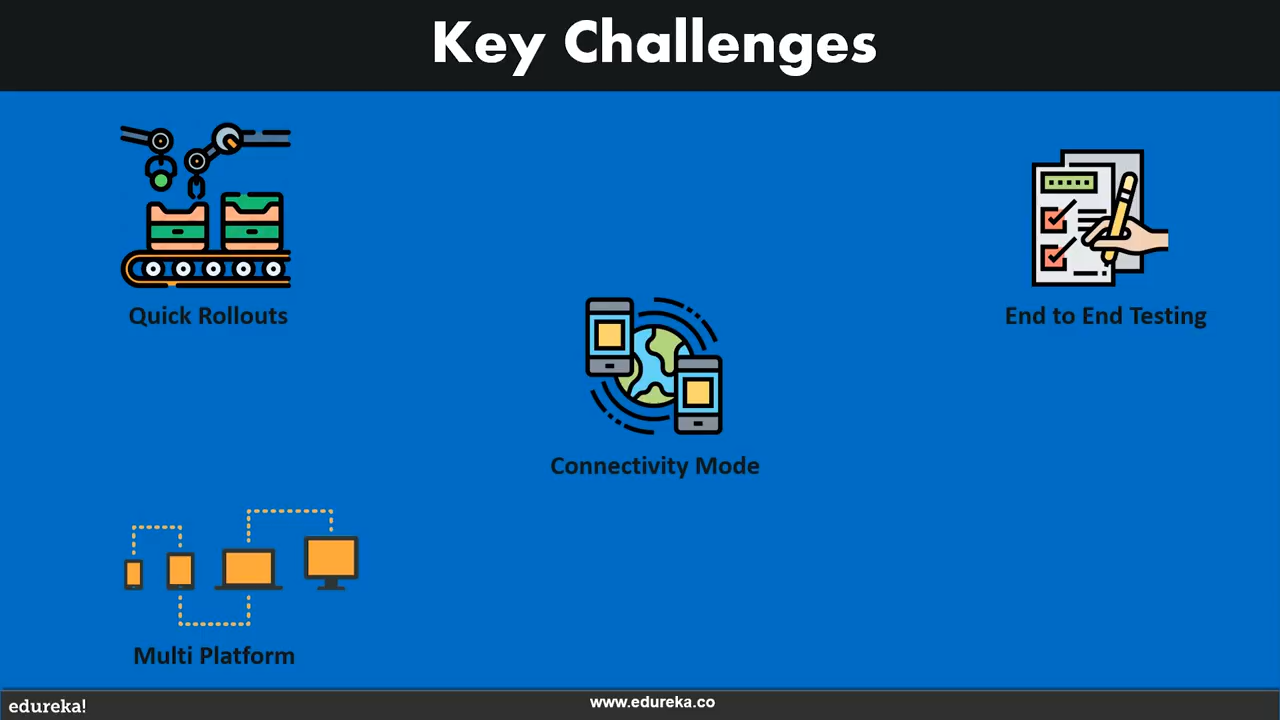 Key Challenges
Quick Rollouts
End to End Testing
Connectivity Mode
Multi Platform
edureka!
www.edureka.co